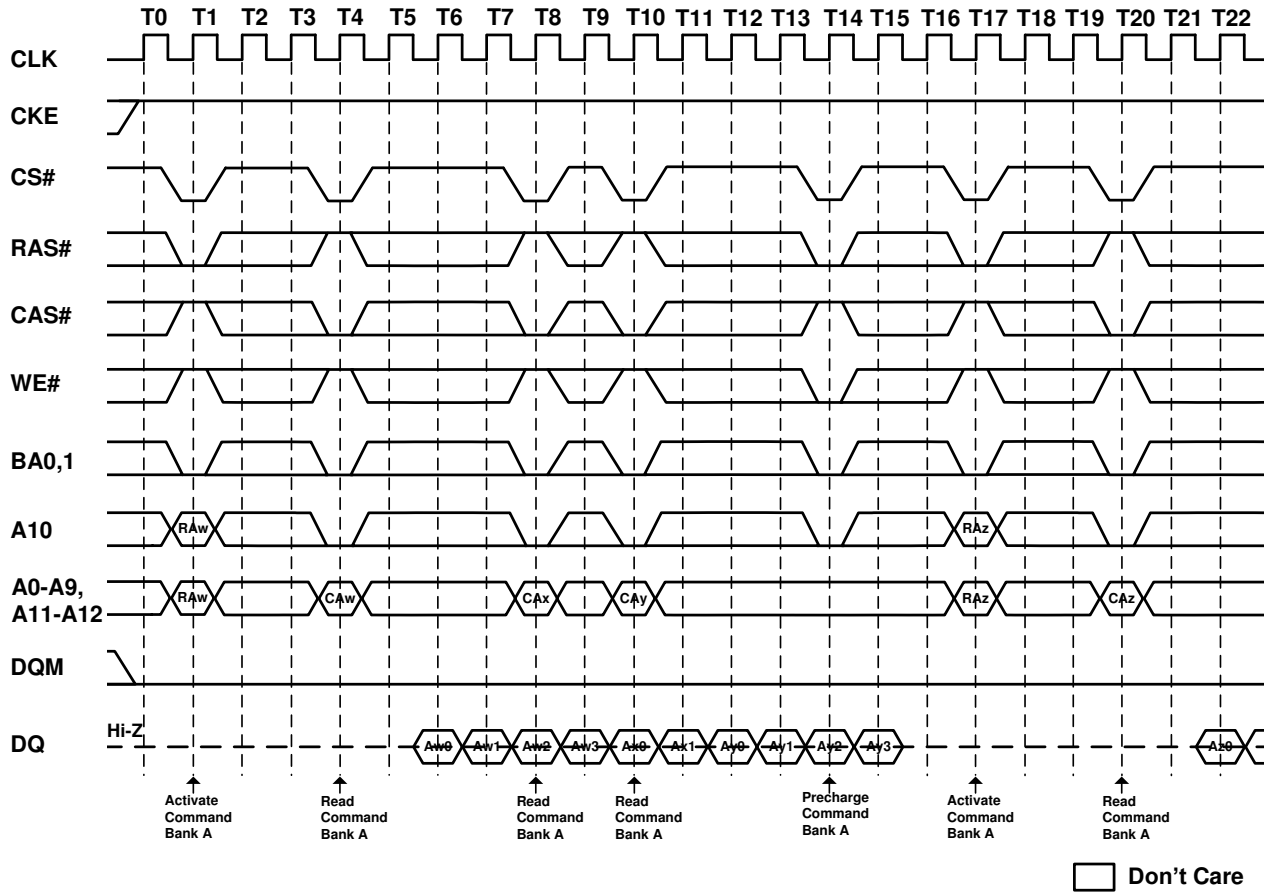 T0 T1 T2 T3 T4 T5 T6 T7 T8 T9 T10 T11 T12 T13 T14 T15 T16 T17 T18 T19 T20 T21 T22
CLK
CKE
CS#
RAS#
CAS#
WE#
BA0,1
A10
RAw RAz
A0-A9,
A11-A12
RAw CAw CAx CAy RAz CAz
DQM
Hi-Z
DQ
Aw0 Aw1 Aw2 Aw3 Ax0 Ax1 Ay0 Ay1 Ay2 Ay3 Az0
Activate
Command
Bank A
Read
Command
Bank A
Read
Command
Bank A
Read
Command
Bank A
Precharge
Command
Bank A
Activate
Command
Bank A
Read
Command
Bank A
Don't Care